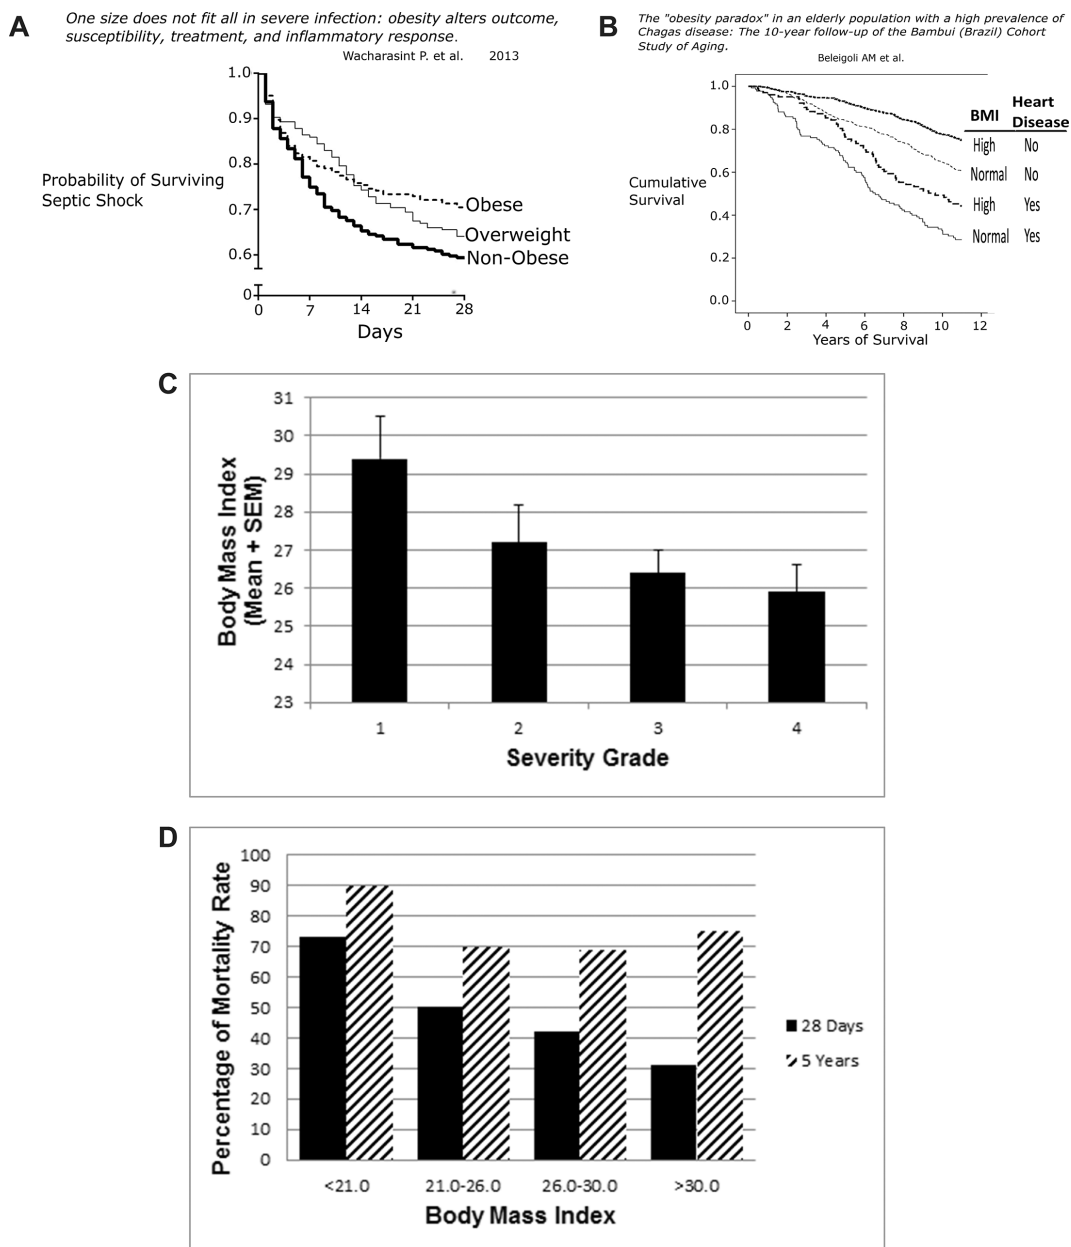 A
One size does not fit all in severe infection: obesity alters outcome,
susceptibility, treatment, and inflammatory response.
Wacharasint P. et al. 2013
1.0
0.9
0.8
0.7
0.6
0
Probability of Surviving
Septic Shock
Obese
Overweight
Non-Obese
0 7 14 21 28
Days
B
The "obesity paradox" in an elderly population with a high prevalence of
Chagas disease: The 10-year follow-up of the Bambui (Brazil) Cohort
Study of Aging.
Beleigoli AM et al.
1.0
0.8
0.6
0.4
0.2
0.0
Cumulative
Survival
BMI Heart Disease
High No
Normal No
High Yes
Normal Yes
0 2 4 6 8 10 12
Years of Survival
C
31
30
29
28
27
26
25
24
23
Body Mass Index
(Mean + SEM)
1 2 3 4
Severity Grade
D
100
90
80
70
60
50
40
30
20
10
0
Percentage of Mortality Rate
28 Days
5 Years
<21.0 21.0-26.0 26.0-30.0 >30.0
Body Mass Index